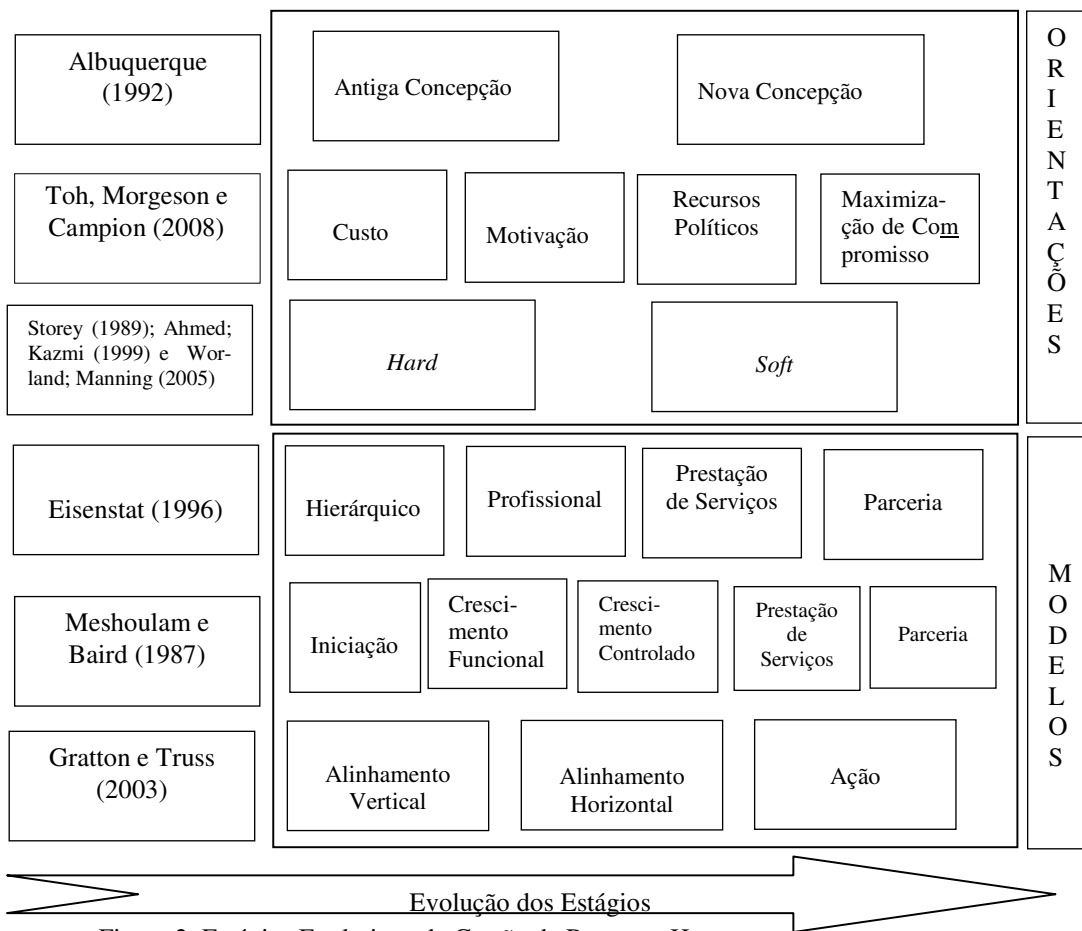 Albuquerque
(1992)
Antiga Concepção
Nova Concepção
Toh, Morgeson e
Campion (2008)
Custo
Motivação
Recursos
Políticos
Maximiza-
ção de Com
promisso
Storey (1989); Ahmed;
Kazmi (1999) e Wor-
land; Manning (2005)
Hard
Soft
O
R
I
E
N
T
A
Ç
Õ
E
S
Eisenstat (1996)
Hierárquico
Profissional
Prestação
de Serviços
Parceria
Meshoulam e
Baird (1987)
Iniciação
Cresci-
mento
Funcional
Cresci-
mento
Controlado
Prestação
de
Serviços
Parceria
Gratton e Truss
(2003)
Alinhamento
Vertical
Alinhamento
Horizontal
Ação
M
O
D
E
L
O
S
Evolução dos Estágios